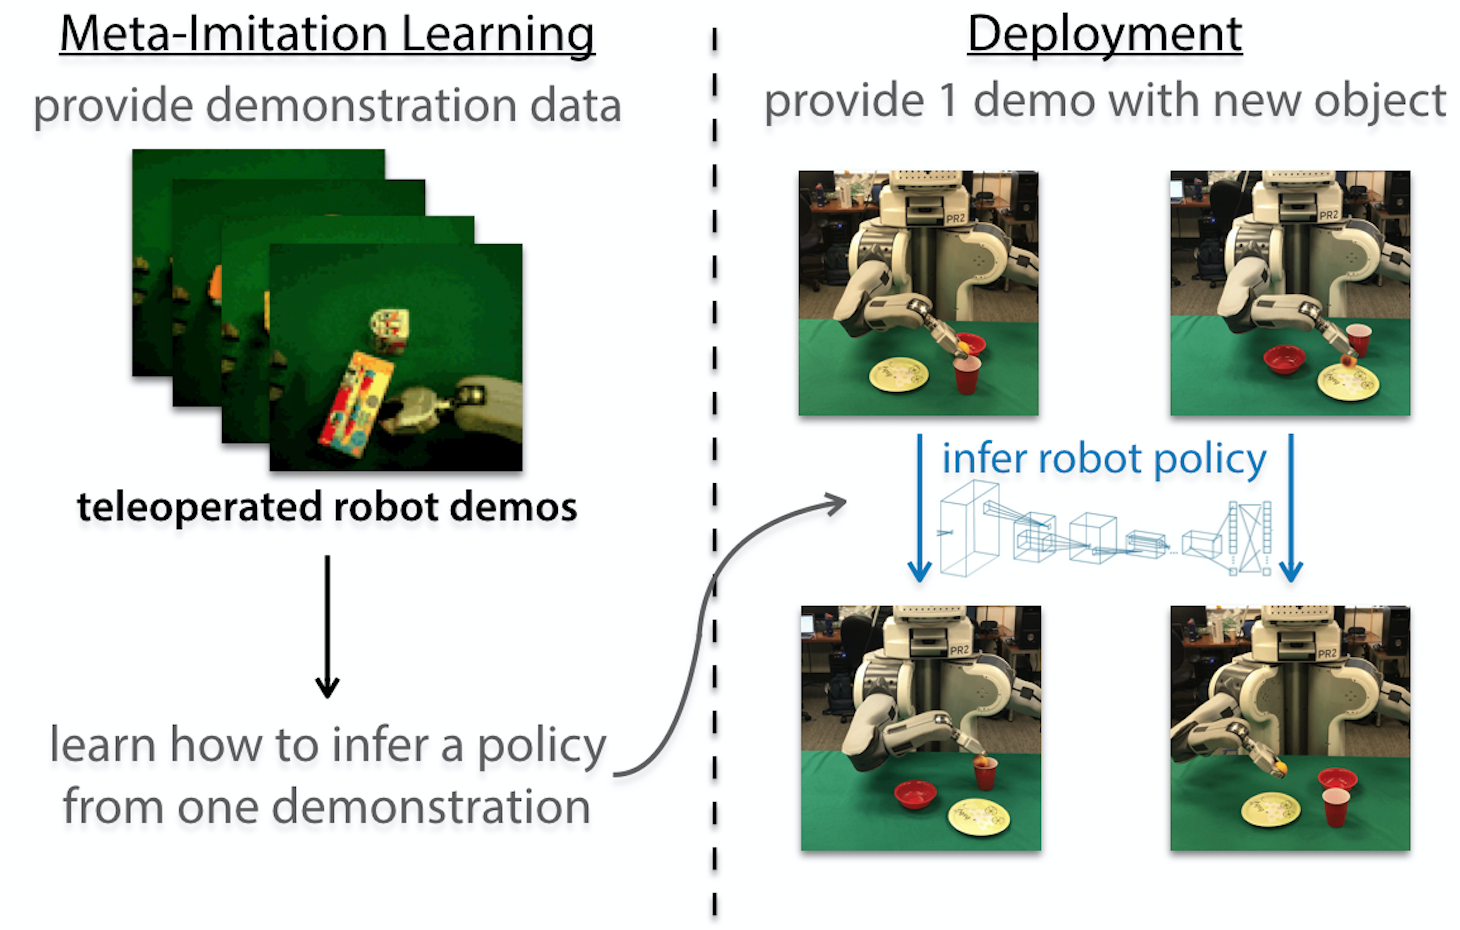 Meta-Imitation Learning
provide demonstration data
teleoperated robot demos
learn how to infer a policy
from one demonstration
Deployment
provide 1 demo with new object
PR2
PR2
infer robot policy
...
PR2
PR2